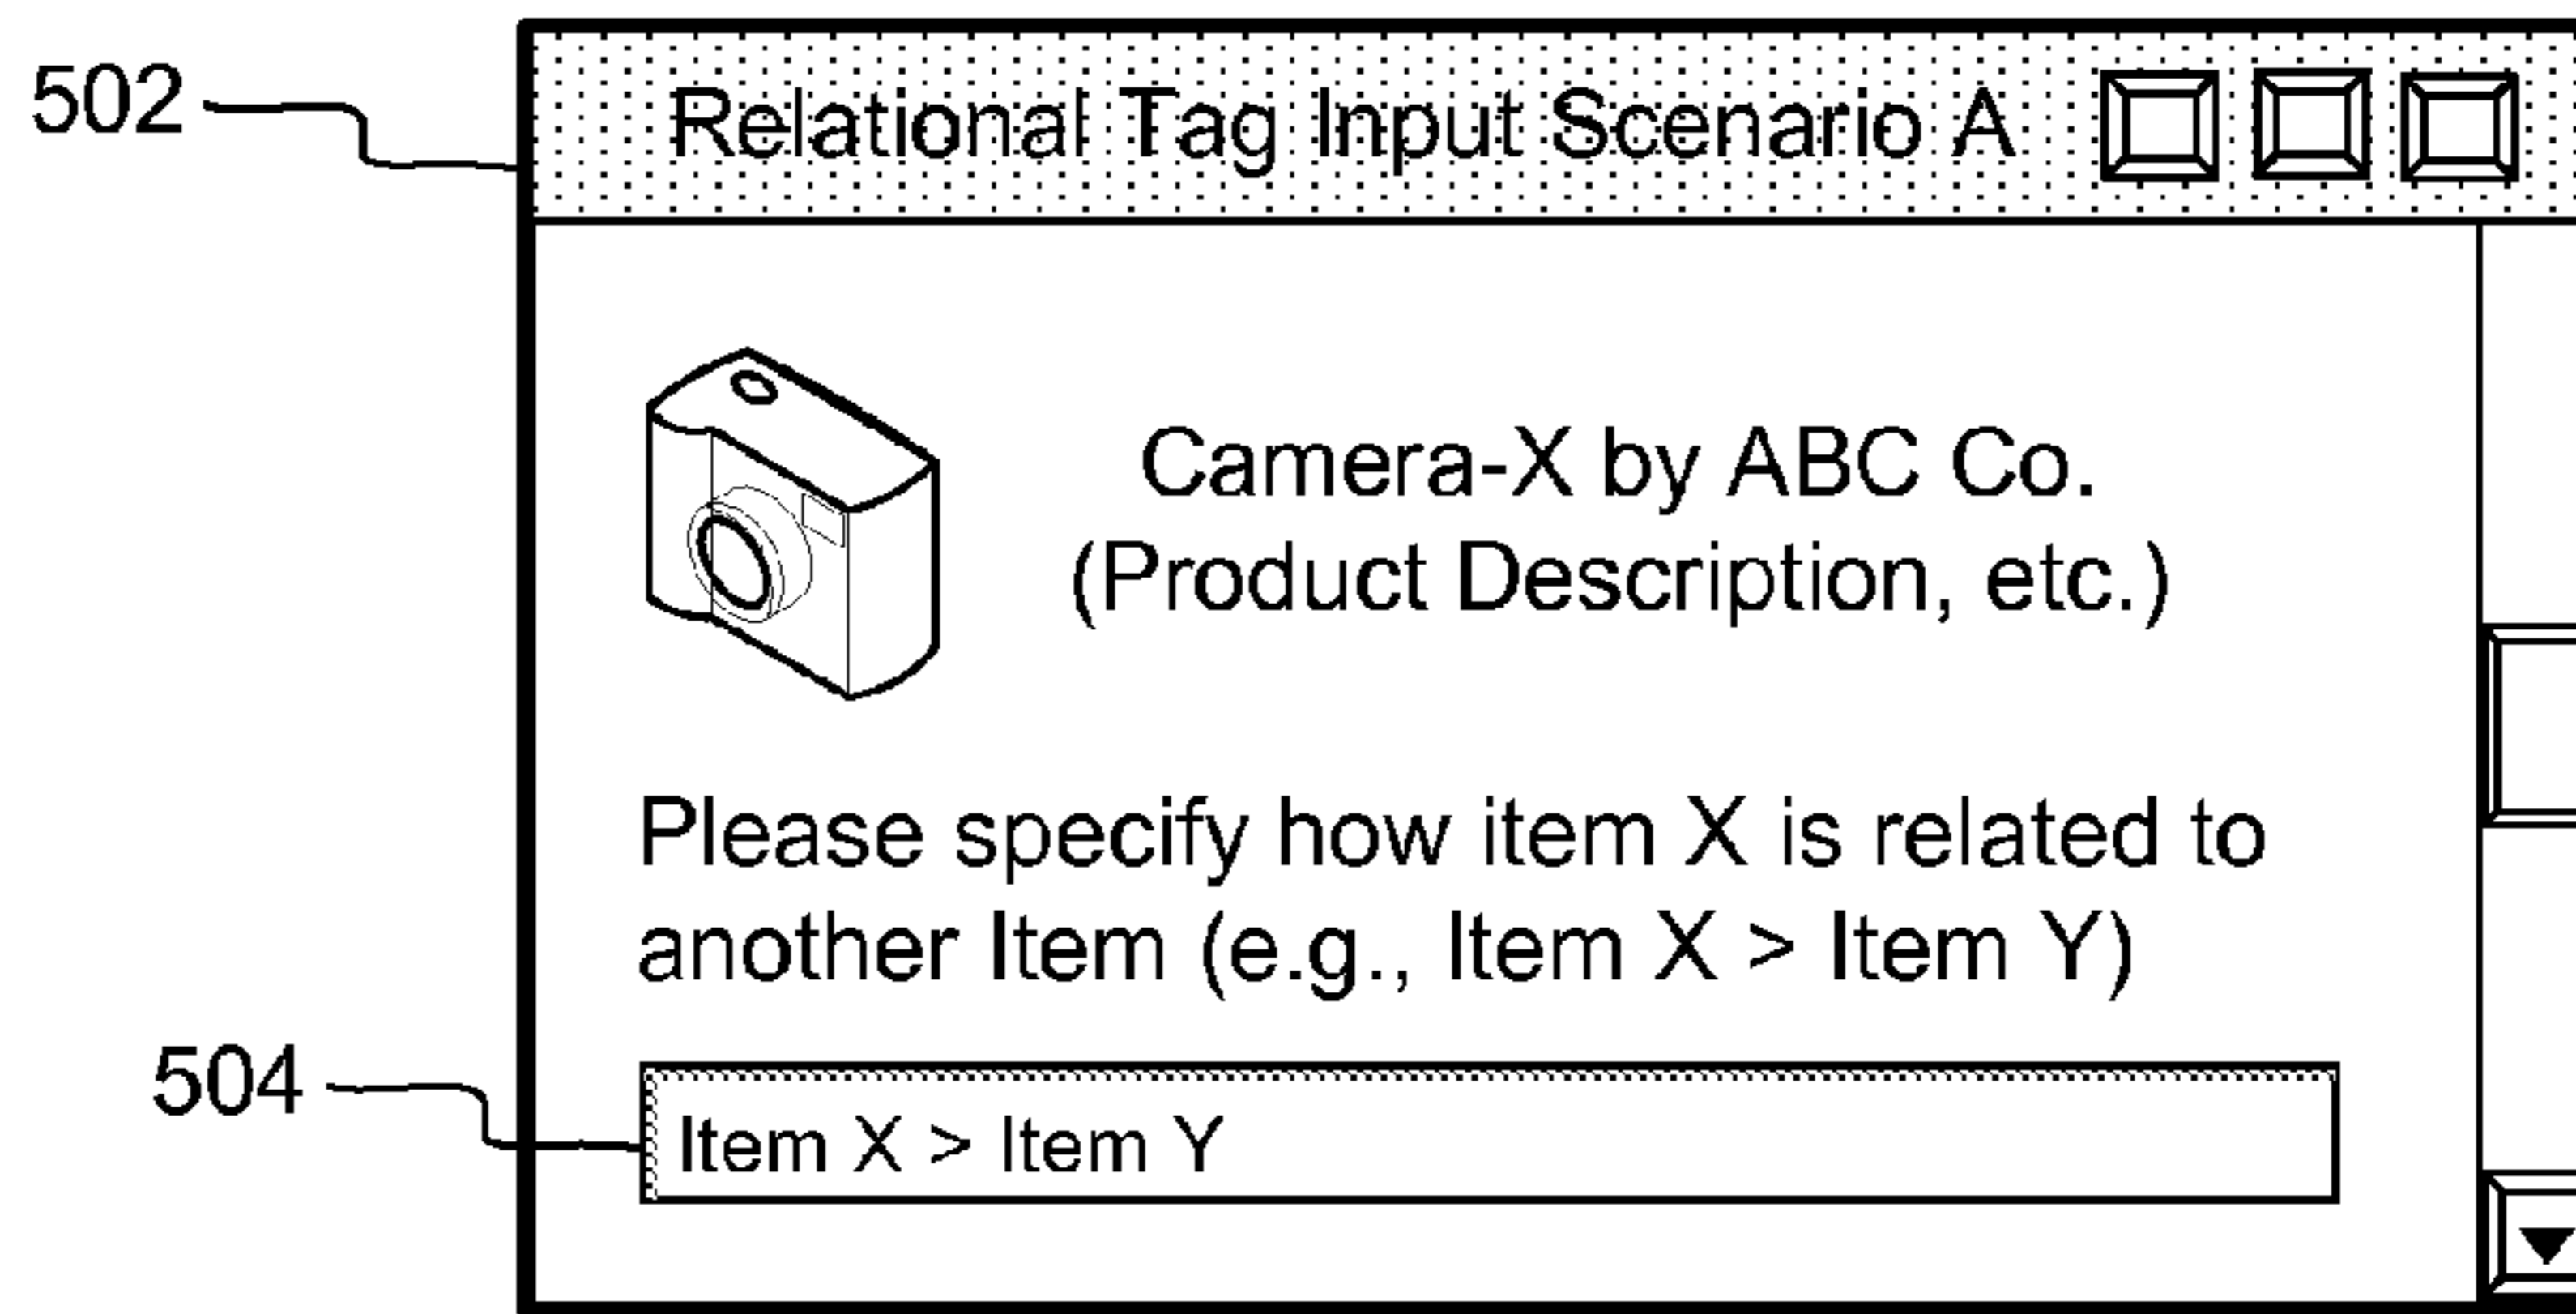 502
Relational Tag Input Scenario A
Camera-X by ABC Co.
(Product Description, etc.)
Please specify how item X is related to
another Item (e.g., Item X > Item Y)
504
Item X > Item Y